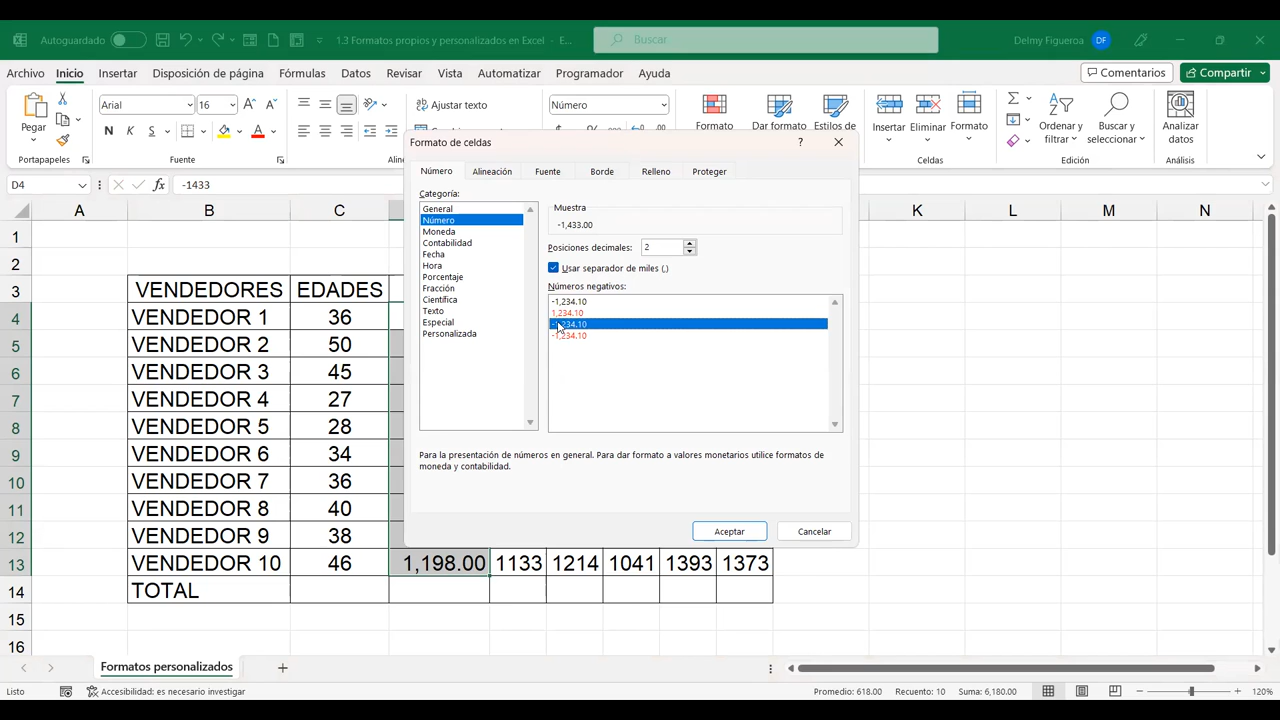 Autoguardado
1.3 Formatos propios y personalizados en Excel - E...
Buscar
Delmy Figueroa DF
Archivo Inicio Insertar Disposición de página Fórmulas Datos Revisar Vista Automatizar Programador Ayuda
Comentarios Compartir
Pegar
Arial 16
N K S
Ajustar texto
Número
Formato Dar formato Estilos de
Insertar Eliminar Formato
Ordenar y filtrar
Buscar y seleccionar
Analizar datos
Portapapeles Fuente Celdas Edición Análisis
D4 fx -1433
Formato de celdas ?
Número Alineación Fuente Borde Relleno Proteger
Categoría:
General
Número
Moneda
Contabilidad
Fecha
Hora
Porcentaje
Fracción
Científica
Texto
Especial
Personalizada
Muestra
-1,433.00
Posiciones decimales: 2
Usar separador de miles (,)
Números negativos:
-1,234.10
1,234.10
-1,234.10
-1,234.10
Para la presentación de números en general. Para dar formato a valores monetarios utilice formatos de
moneda y contabilidad.
Aceptar Cancelar
A B C K L M N
1
2
3 VENDEDORES EDADES
4 VENDEDOR 1 36
5 VENDEDOR 2 50
6 VENDEDOR 3 45
7 VENDEDOR 4 27
8 VENDEDOR 5 28
9 VENDEDOR 6 34
10 VENDEDOR 7 36
11 VENDEDOR 8 40
12 VENDEDOR 9 38
13 VENDEDOR 10 46 1,198.00 1133 1214 1041 1393 1373
14 TOTAL
15
16
Formatos personalizados
Listo Accesibilidad: es necesario investigar Promedio: 618.00 Recuento: 10 Suma: 6,180.00 120%